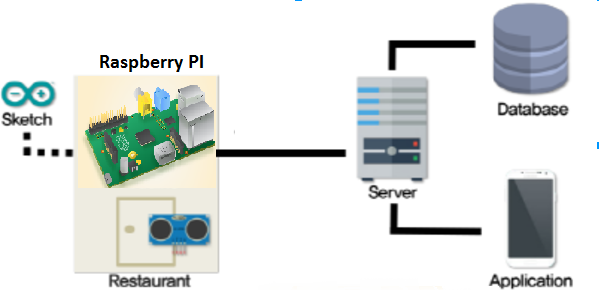 Raspberry PI
Sketch
Restaurant
Server
Database
Application